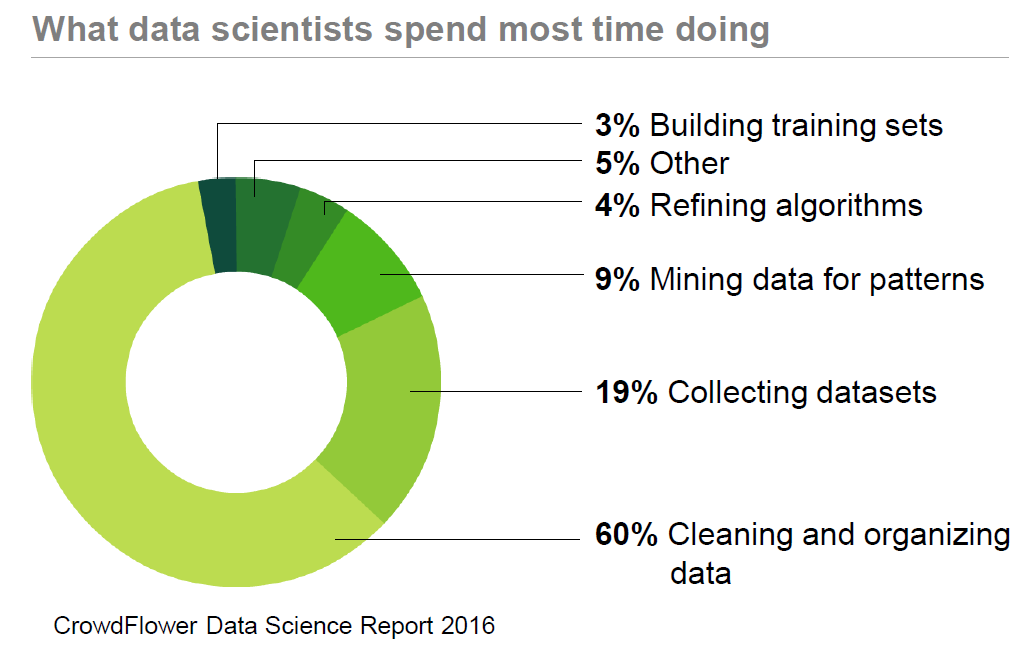 What data scientists spend most time doing
3% Building training sets
5% Other
4% Refining algorithms
9% Mining data for patterns
19% Collecting datasets
60% Cleaning and organizing
data
CrowdFlower Data Science Report 2016